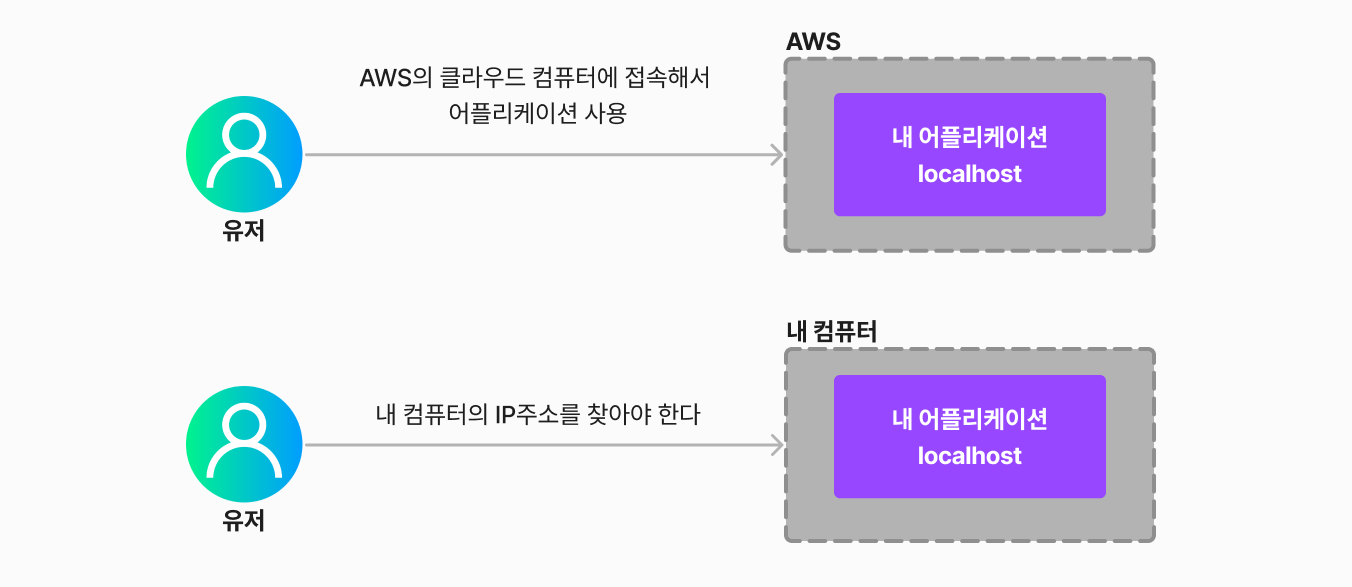 AWS
AWS의 클라우드 컴퓨터에 접속해서
어플리케이션 사용
내 어플리케이션
localhost
유저
내 컴퓨터
내 컴퓨터의 IP주소를 찾아야 한다
내 어플리케이션
localhost
유저